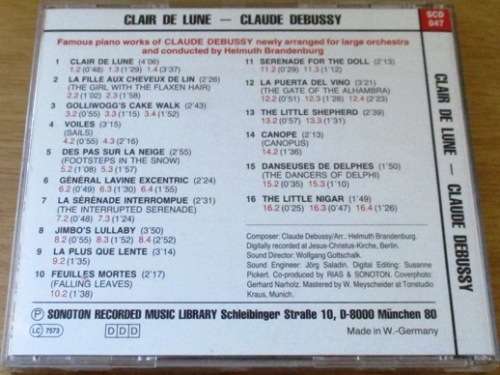 CLAIR DE LUNE – CLAUDE DEBUSSY
SCD 047
Famous piano works of CLAUDE DEBUSSY newly arranged for large orchestra
and conducted by Helmuth Brandenburg
1 CLAIR DE LUNE (4'06)
1.2 (0'48) 1.3 (1'29) 1.4 (3'37)
2 LA FILLE AUX CHEVEUX DE LIN (2'26)
(THE GIRL WITH THE FLAXEN HAIR)
2.2 (1'02) 2.3 (1'58)
3 GOLLIWOGG'S CAKE WALK (2'43)
3.2 (0'55) 3.3 (1'15) 3.4 (1'52)
4 VOILES (3'15)
(SAILS)
4.2 (0'55) 4.3 (2'16)
5 DES PAS SUR LA NEIGE (2'55)
(FOOTSTEPS IN THE SNOW)
5.2 (1'08) 5.3 (1'57)
6 GÉNÉRAL LAVINE EXCENTRIC (2'24)
6.2 (0'49) 6.3 (1'30) 6.4 (1'55)
7 LA SÉRÉNADE INTERROMPUE (2'31)
(THE INTERRUPTED SERENADE)
7.2 (0'48) 7.3 (1'24)
8 JIMBO'S LULLABY (3'50)
8.2 (0'55) 8.3 (1'52) 8.4 (2'52)
9 LA PLUS QUE LENTE (3'14)
9.2 (1'35)
10 FEUILLES MORTES (2'17)
(FALLING LEAVES)
10.2 (1'38)
11 SERENADE FOR THE DOLL (2'13)
11.2 (0'29) 11.3 (1'12)
12 LA PUERTA DEL VINO (3'21)
(THE GATE OF THE ALHAMBRA)
12.2 (0'51) 12.3 (1'28) 12.4 (2'23)
13 THE LITTLE SHEPHERD (2'39)
13.2 (0'57) 13.3 (1'31)
14 CANOPE (2'13)
(CANOPUS)
14.2 (1'36)
15 DANSEUSES DE DELPHES (1'50)
(THE DANCERS OF DELPHI)
15.2 (0'35) 15.3 (1'10)
16 THE LITTLE NIGAR (1'49)
16.2 (0'25) 16.3 (0'47) 16.4 (1'26)
Composer: Claude Debussy/Arr.: Helmuth Brandenburg.
Digitally recorded at Jesus-Christus-Kirche, Berlin.
Sound Director: Wolfgang Gottschalk.
Sound Engineer: Jörg Saladin. Digital Editing: Susanne
Pickert. Co-produced by RIAS & SONOTON. Coverphoto:
Gerhard Narholz. Mastered by W. Meyscheider at Tonstudio
Kraus, Munich.
Ⓟ SONOTON RECORDED MUSIC LIBRARY Schleibinger Straße 10, D-8000 München 80
LC 7573
DDD
Made in W.-Germany
CLAIR DE LUNE – CLAUDE DEBUSSY